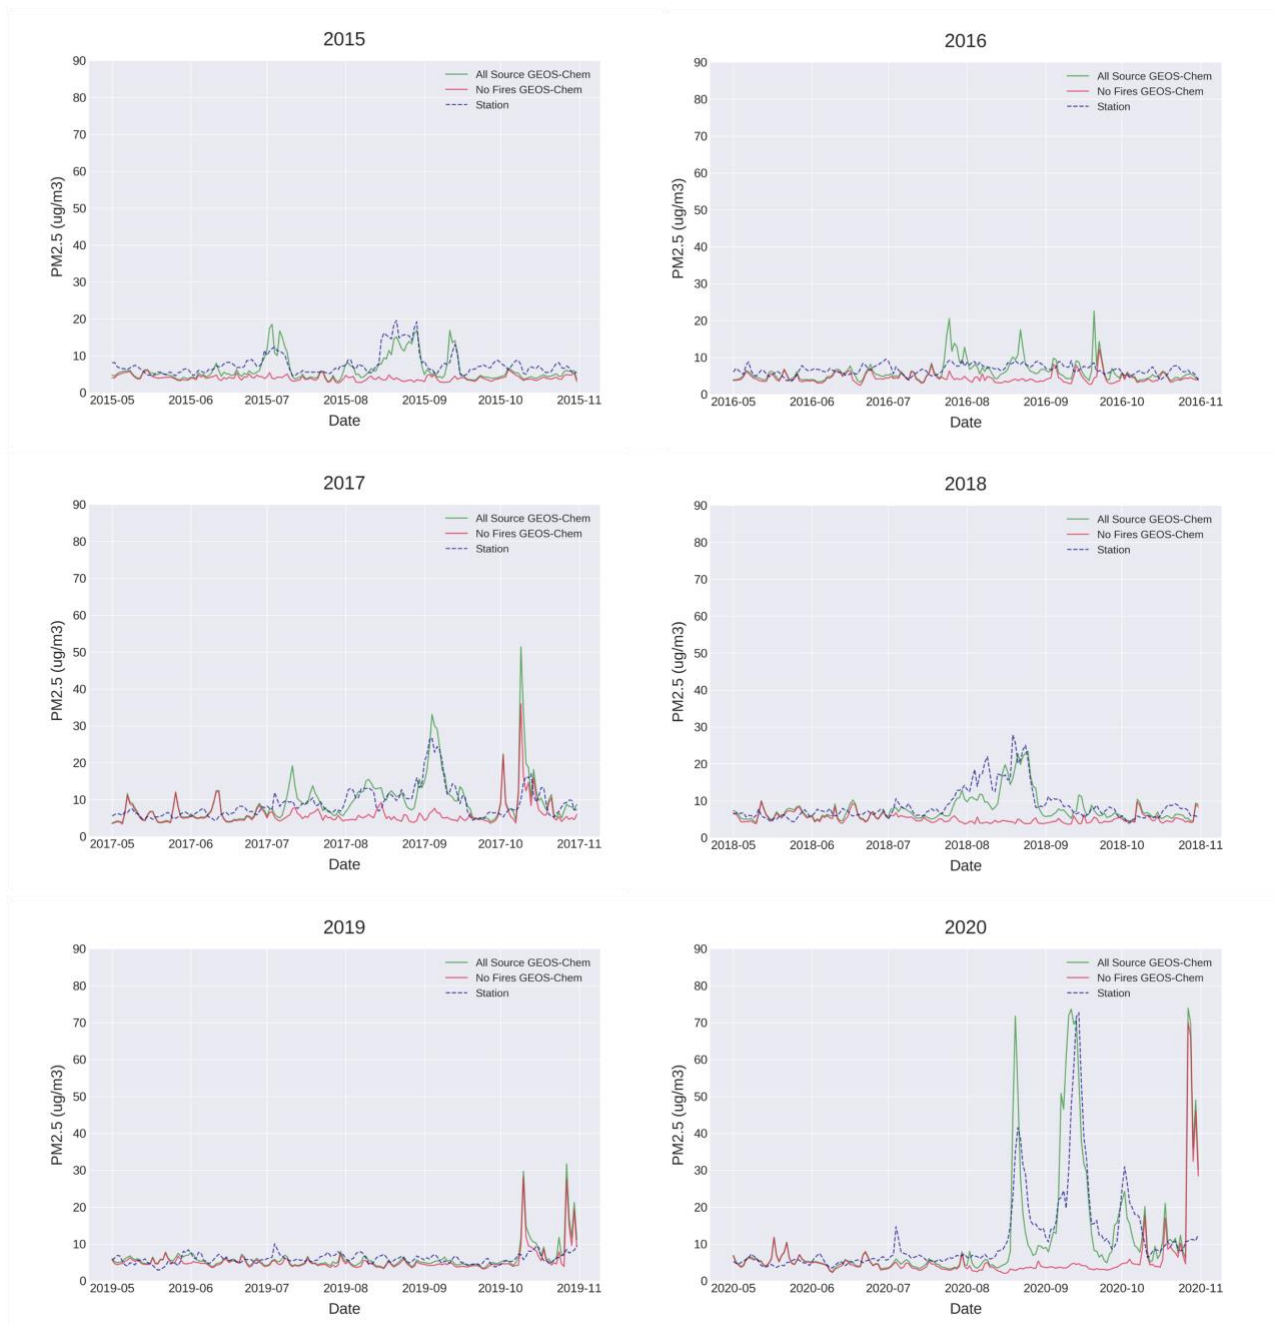 2015
90
80
70
60
50
40
30
20
10
0
PM2.5 (ug/m3)
All Source GEOS-Chem
No Fires GEOS-Chem
Station
2015-05 2015-06 2015-07 2015-08 2015-09 2015-10 2015-11
Date
2016
90
80
70
60
50
40
30
20
10
0
PM2.5 (ug/m3)
All Source GEOS-Chem
No Fires GEOS-Chem
Station
2016-05 2016-06 2016-07 2016-08 2016-09 2016-10 2016-11
Date
2017
90
80
70
60
50
40
30
20
10
0
PM2.5 (ug/m3)
All Source GEOS-Chem
No Fires GEOS-Chem
Station
2017-05 2017-06 2017-07 2017-08 2017-09 2017-10 2017-11
Date
2018
90
80
70
60
50
40
30
20
10
0
PM2.5 (ug/m3)
All Source GEOS-Chem
No Fires GEOS-Chem
Station
2018-05 2018-06 2018-07 2018-08 2018-09 2018-10 2018-11
Date
2019
90
80
70
60
50
40
30
20
10
0
PM2.5 (ug/m3)
All Source GEOS-Chem
No Fires GEOS-Chem
Station
2019-05 2019-06 2019-07 2019-08 2019-09 2019-10 2019-11
Date
2020
90
80
70
60
50
40
30
20
10
0
PM2.5 (ug/m3)
All Source GEOS-Chem
No Fires GEOS-Chem
Station
2020-05 2020-06 2020-07 2020-08 2020-09 2020-10 2020-11
Date